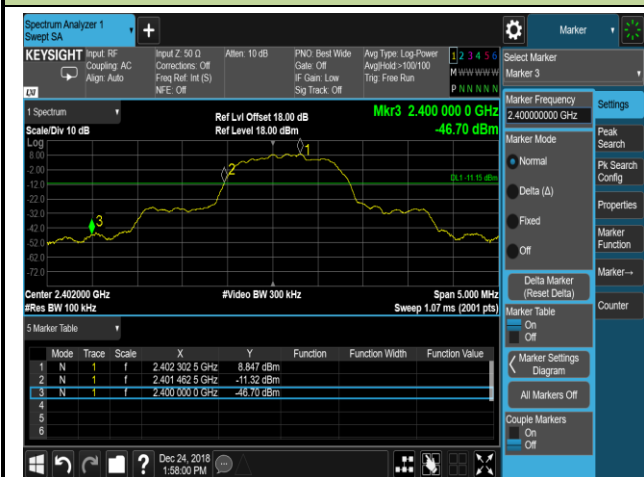 Spectrum Analyzer 1
Swept SA
+
Marker
KEYSIGHT
Input: RF
Coupling: AC
Align: Auto
Input Z: 50 Ω
Corrections: Off
Freq Ref: Int (S)
NFE: Off
Atten: 10 dB
PNO: Best Wide
Gate: Off
IF Gain: Low
Sig Track: Off
Avg Type: Log-Power
Avg|Hold:>100/100
Trig: Free Run
1 2 3 4 5 6
M W W W W W
P N N N N N
LXI
Select Marker
Marker 3
1 Spectrum
Scale/Div 10 dB
Ref Lvl Offset 18.00 dB
Ref Level 18.00 dBm
Mkr3 2.400 000 0 GHz
-46.70 dBm
Log
8.00
-2.00
-12.0
-22.0
-32.0
-42.0
-52.0
-62.0
-72.0
1
2
3
DL1 -11.15 dBm
Center 2.402000 GHz
#Res BW 100 kHz
#Video BW 300 kHz
Span 5.000 MHz
Sweep 1.07 ms (2001 pts)
5 Marker Table
Mode Trace Scale X Y Function Function Width Function Value
1 N 1 f 2.402 302 5 GHz 8.847 dBm
2 N 1 f 2.401 462 5 GHz -11.32 dBm
3 N 1 f 2.400 000 0 GHz -46.70 dBm
4
5
6
Marker Frequency
2.400000000 GHz
Marker Mode
Normal
Delta (Δ)
Fixed
Off
Delta Marker
(Reset Delta)
Marker Table
On
Off
Marker Settings
Diagram
All Markers Off
Couple Markers
On
Off
Settings
Peak
Search
Pk Search
Config
Properties
Marker
Function
Marker→
Counter
?
Dec 24, 2018
1:58:00 PM